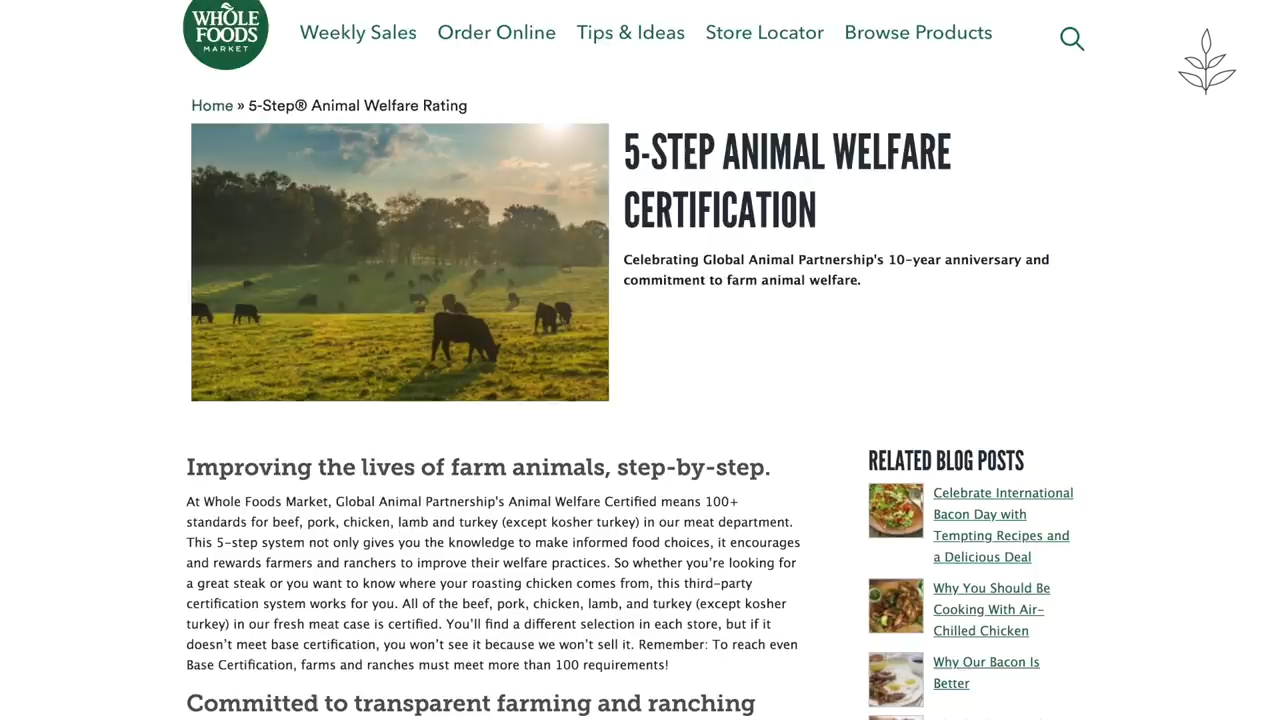 WHOLE
FOODS
MARKET
Weekly Sales Order Online Tips & Ideas Store Locator Browse Products
Home » 5-Step® Animal Welfare Rating
5-STEP ANIMAL WELFARE
CERTIFICATION
Celebrating Global Animal Partnership's 10-year anniversary and
commitment to farm animal welfare.
Improving the lives of farm animals, step-by-step.
At Whole Foods Market, Global Animal Partnership's Animal Welfare Certified means 100+
standards for beef, pork, chicken, lamb and turkey (except kosher turkey) in our meat department.
This 5-step system not only gives you the knowledge to make informed food choices, it encourages
and rewards farmers and ranchers to improve their welfare practices. So whether you're looking for
a great steak or you want to know where your roasting chicken comes from, this third-party
certification system works for you. All of the beef, pork, chicken, lamb, and turkey (except kosher
turkey) in our fresh meat case is certified. You'll find a different selection in each store, but if it
doesn't meet base certification, you won't see it because we won't sell it. Remember: To reach even
Base Certification, farms and ranches must meet more than 100 requirements!
Committed to transparent farming and ranching
RELATED BLOG POSTS
Celebrate International
Bacon Day with
Tempting Recipes and
a Delicious Deal
Why You Should Be
Cooking With Air-
Chilled Chicken
Why Our Bacon Is
Better